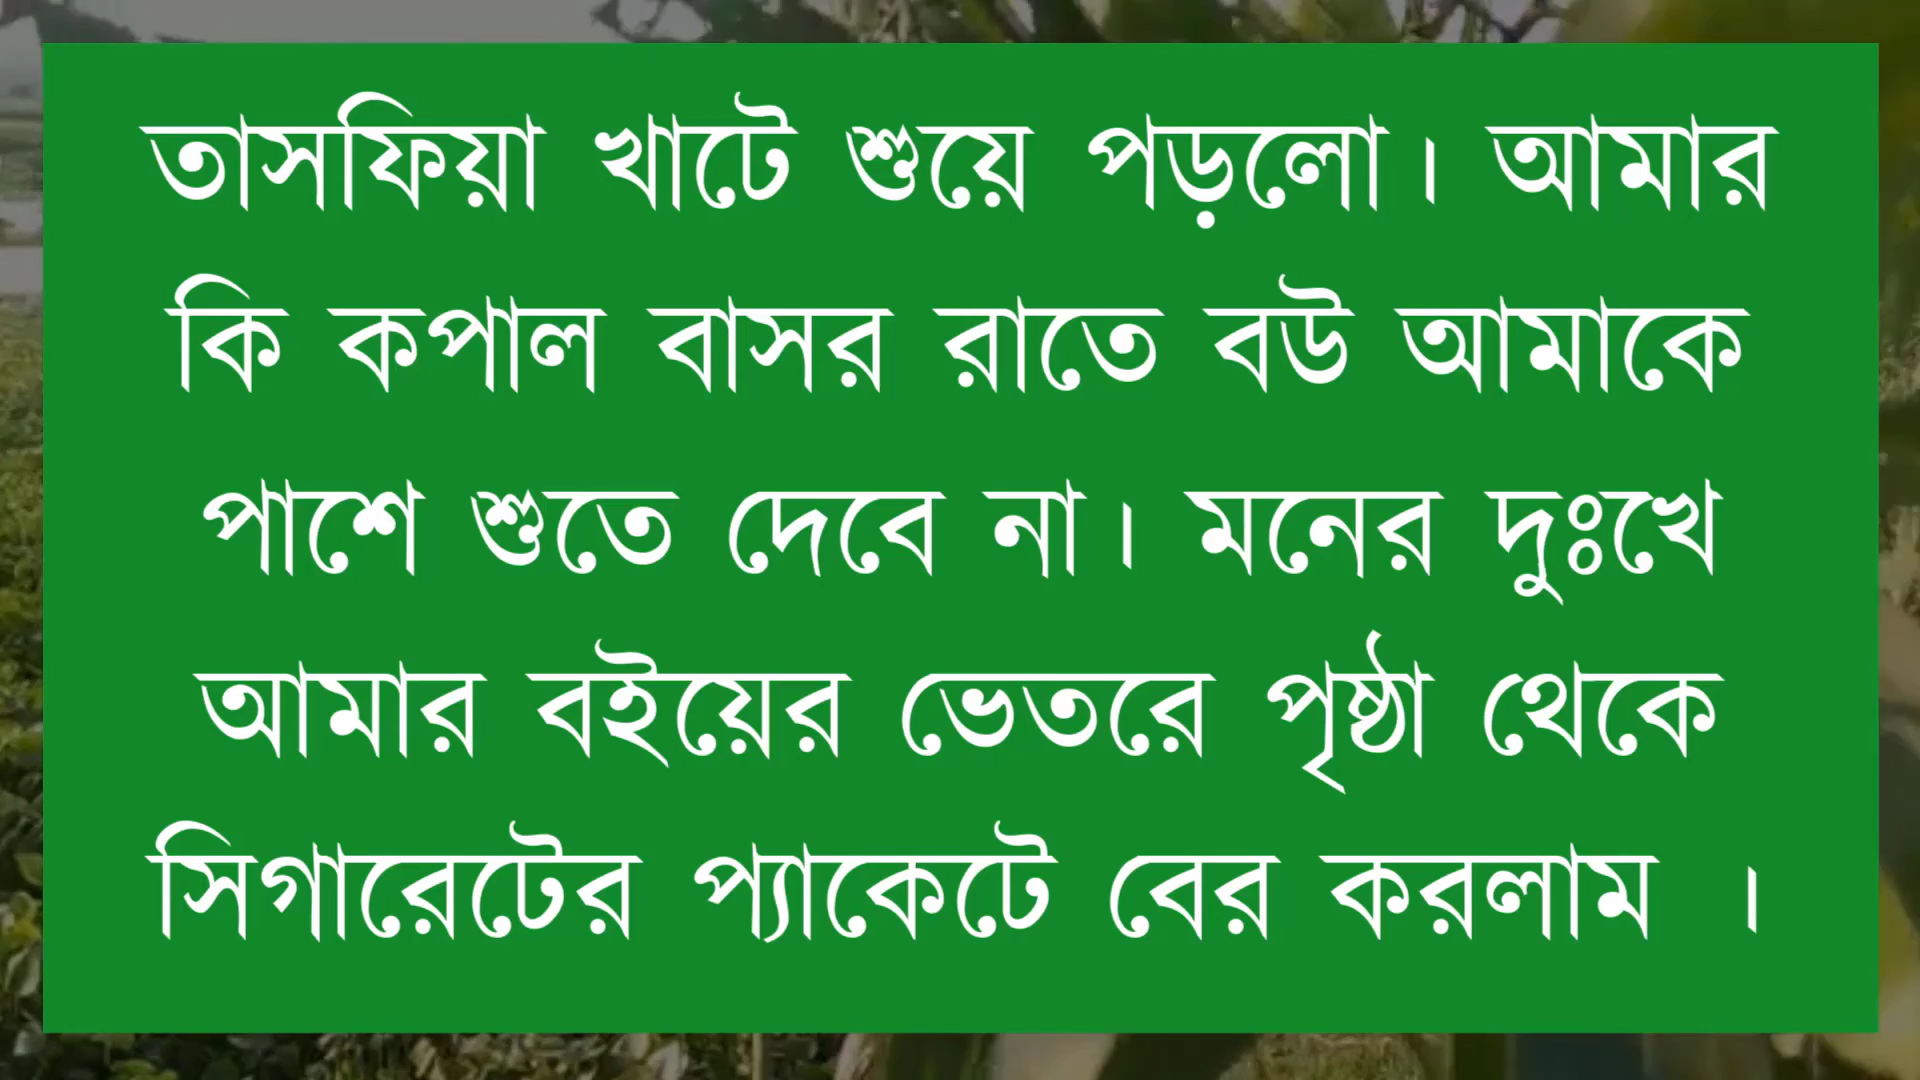 তাসফিয়া খাটে শুয়ে পড়লো। আমার
কি কপাল বাসর রাতে বউ আমাকে
পাশে শুতে দেবে না। মনের দুঃখে
আমার বইয়ের ভেতরে পৃষ্ঠা থেকে
সিগারেটের প্যাকেটে বের করলাম ।